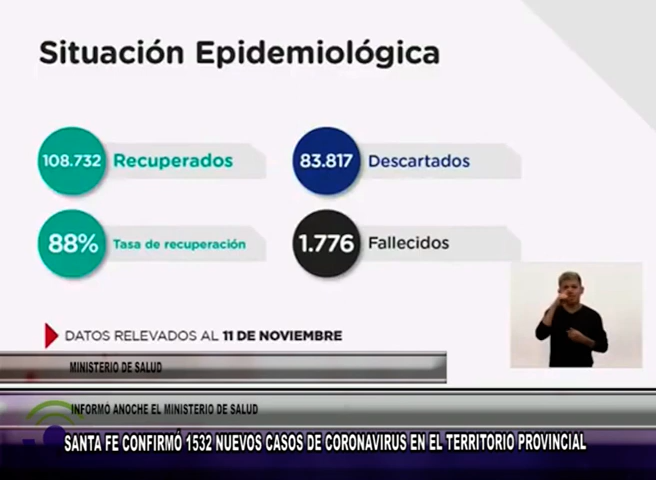 Situación Epidemiológica
108.732 Recuperados
83.817 Descartados
88% Tasa de recuperación
1.776 Fallecidos
DATOS RELEVADOS AL 11 DE NOVIEMBRE
MINISTERIO DE SALUD
INFORMÓ ANOCHE EL MINISTERIO DE SALUD
SANTA FE CONFIRMÓ 1532 NUEVOS CASOS DE CORONAVIRUS EN EL TERRITORIO PROVINCIAL